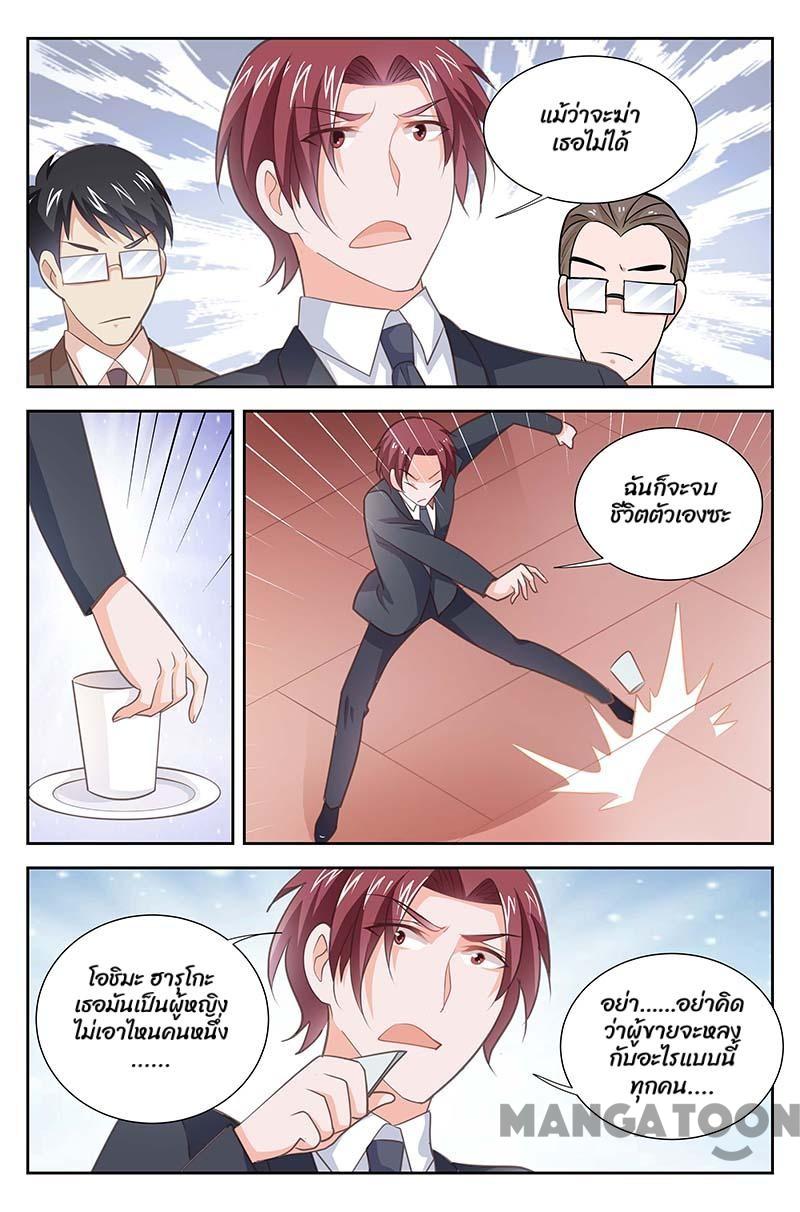 แม้ว่าจะฆ่า
เธอไม่ได้
ฉันก็จะจบ
ชีวิตตัวเองซะ
โอชิมะ ฮารุโกะ
เธอมันเป็นผู้หญิง
ไม่เอาไหนคนหนึ่ง
......
อย่า......อย่าคิด
ว่าผู้ชายจะหลง
กับอะไรแบบนี้
ทุกคน....
MANGATOON